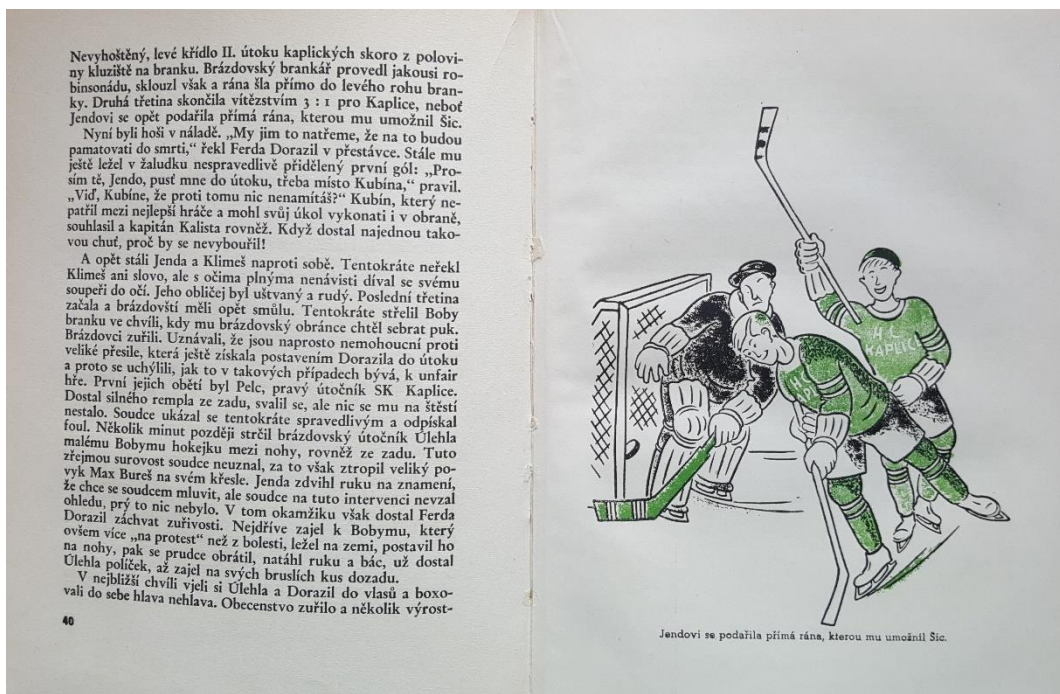 Nevyhoštěný, levé křídlo II. útoku kaplických skoro z polovi-
ny kluziště na branku. Brázdovský brankář provedl jakousi ro-
binsonádu, sklouzl však a rána šla přímo do levého rohu bran-
ky. Druhá třetina skončila vítězstvím 3 : 1 pro Kaplice, neboť
Jendovi se opět podařila přímá rána, kterou mu umožnil Šic.
Nyní byli hoši v náladě. „My jim to natřeme, že na to budou
pamatovati do smrti,“ řekl Ferda Dorazil v přestávce. Stále mu
ještě ležel v žaludku nespravedlivě přidělený první gól: „Pro-
sím tě, Jendo, pusť mne do útoku, třeba místo Kubína,“ pravil.
„Viď, Kubíne, že proti tomu nic nenamítáš?“ Kubín, který ne-
patřil mezi nejlepší hráče a mohl svůj úkol vykonati i v obraně,
souhlasil a kapitán Kalista rovněž. Když dostal najednou tako-
vou chuť, proč by se nevybouřil!
A opět stáli Jenda a Klimeš naproti sobě. Tentokráte neřekl
Klimeš ani slovo, ale s očima plnýma nenávisti díval se svému
soupeři do očí. Jeho obličej byl uštvaný a rudý. Poslední třetina
začala a brázdovští měli opět smůlu. Tentokráte střelil Boby
branku ve chvíli, kdy mu brázdovský obránce chtěl sebrat puk.
Brázdovci zuřili. Uznávali, že jsou naprosto nemohoucní proti
veliké přesile, která ještě získala postavením Dorazila do útoku
a proto se uchýlili, jak to v takových případech bývá, k unfair
hře. První jejich obětí byl Pelc, pravý útočník SK Kaplice.
Dostal silného rempla ze zadu, svalil se, ale nic se mu na štěstí
nestalo. Soudce ukázal se tentokráte spravedlivým a odpískal
foul. Několik minut později strčil brázdovský útočník Úlehla
malému Bobymu hokejku mezi nohy, rovněž ze zadu. Tuto
zřejmou surovost soudce neuznal, za to však ztropil veliký po-
vyk Max Bureš na svém křesle. Jenda zdvihl ruku na znamení,
že chce se soudcem mluvit, ale soudce na tuto intervenci nevzal
ohledu, prý to nic nebylo. V tom okamžiku však dostal Ferda
Dorazil záchvat zuřivosti. Nejdříve zajel k Bobymu, který
ovšem více „na protest“ než z bolesti, ležel na zemi, postavil ho
na nohy, pak se prudce obrátil, natáhl ruku a bác, už dostal
Úlehla políček, až zajel na svých bruslích kus dozadu.
V nejbližší chvíli vjeli si Úlehla a Dorazil do vlasů a boxo-
vali do sebe hlava nehlava. Obecenstvo zuřilo a několik výrost-
40
H C
KAPLIC
H C
Jendovi se podařila přímá rána, kterou mu umožnil Šic.